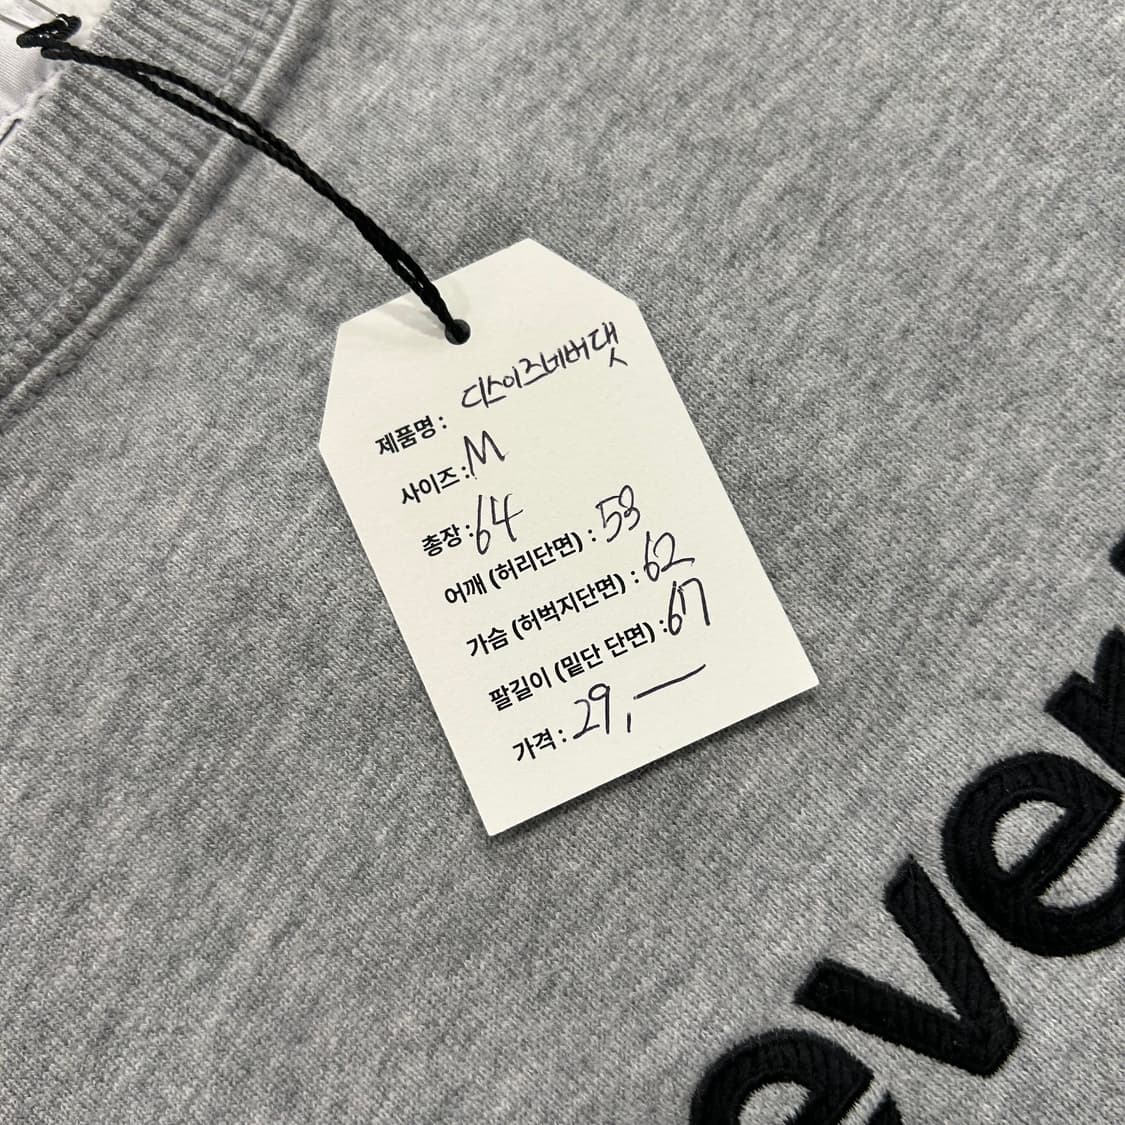 제품명 : 디스이즈네버댓
사이즈 : M
총장 : 64
어깨 (허리단면) : 53
가슴 (허벅지단면) : 62
팔길이 (밑단 단면) : 67
가격 : 29,—
ever